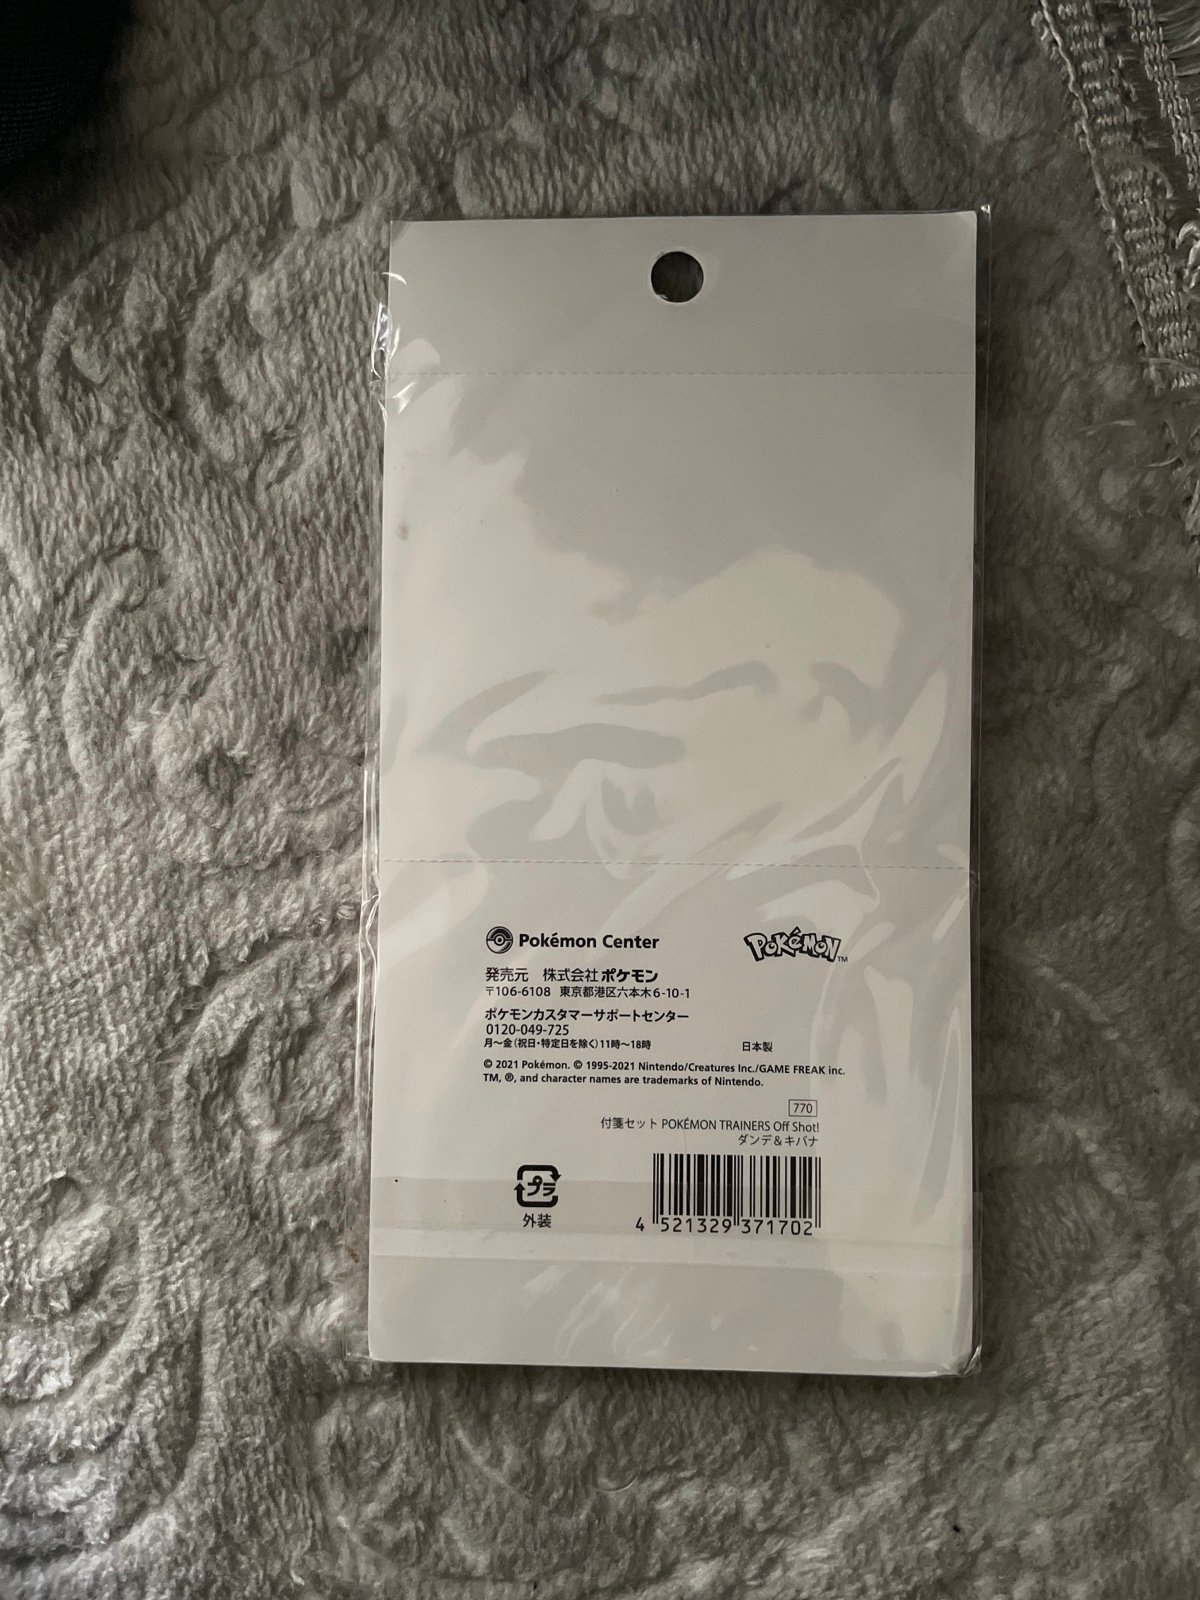 Pokémon Center
POKéMON™
発売元 株式会社ポケモン
〒106-6108 東京都港区六本木6-10-1
ポケモンカスタマーサポートセンター
0120-049-725
月～金(祝日・特定日を除く)11時～18時
日本製
© 2021 Pokémon. © 1995-2021 Nintendo/Creatures Inc./GAME FREAK inc.
TM, ®, and character names are trademarks of Nintendo.
770
付箋セット POKÉMON TRAINERS Off Shot!
ダンデ＆キバナ
プラ
外装
4 521329 371702